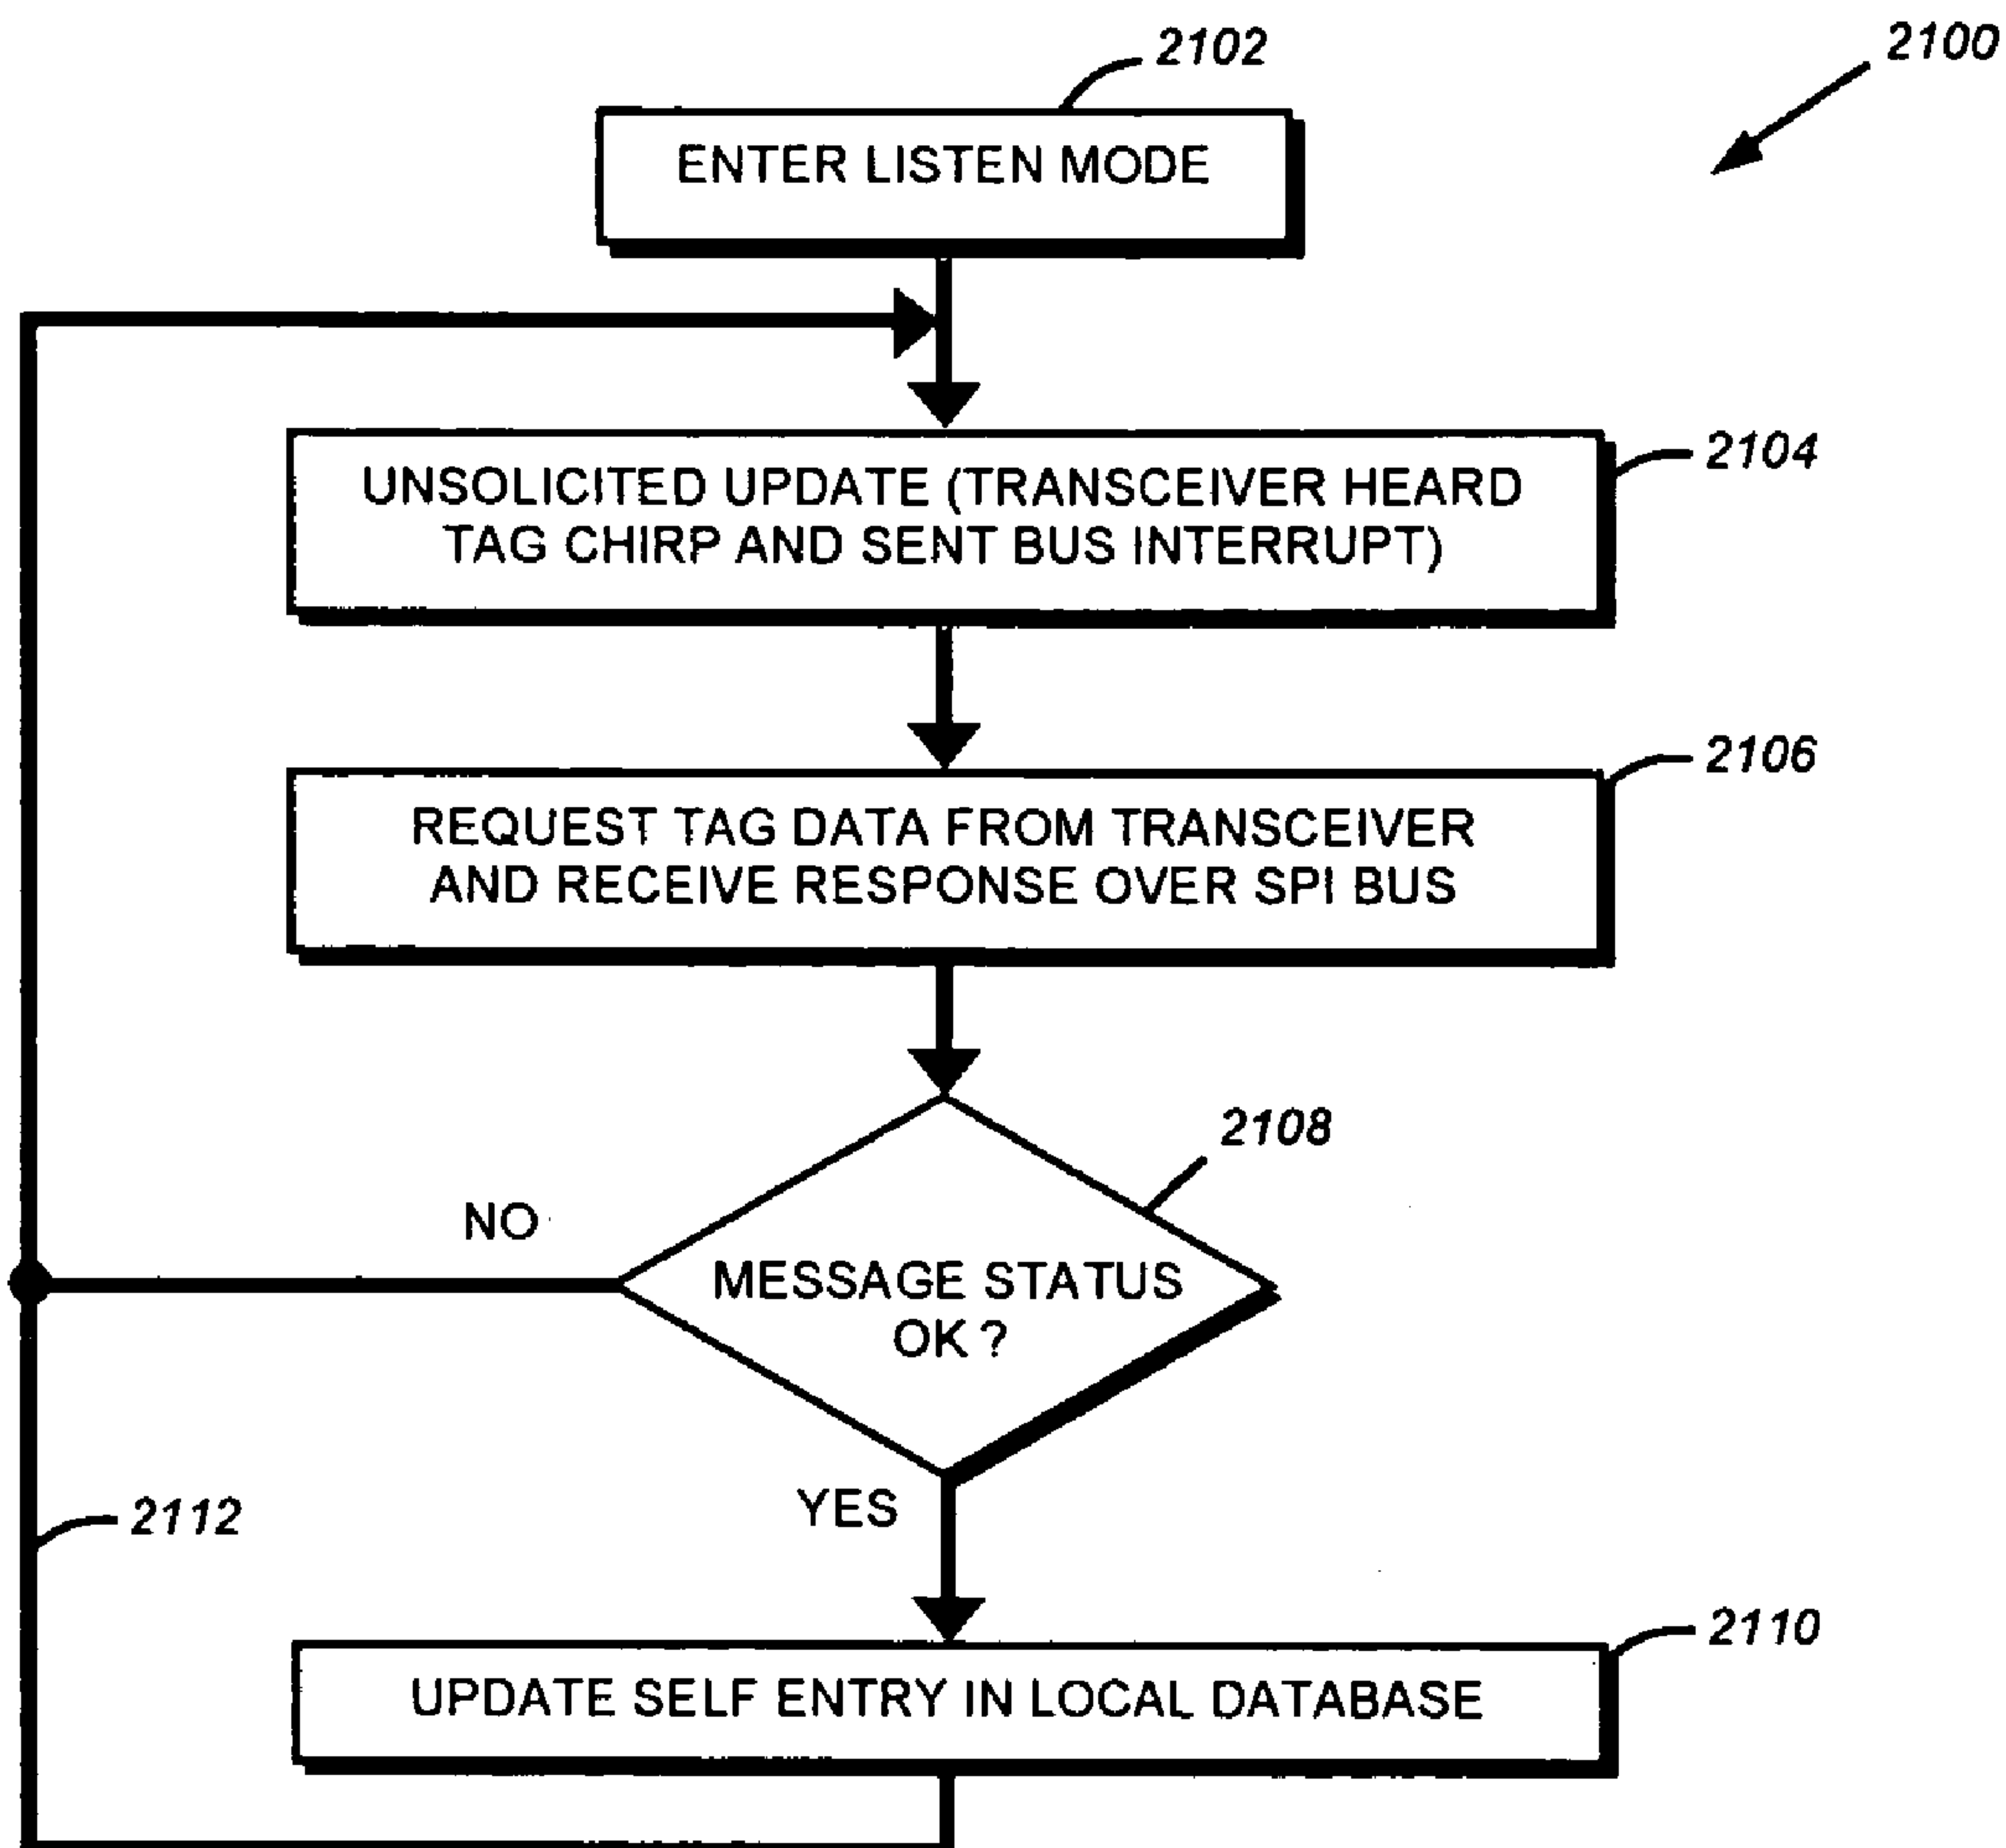 2102
2100
ENTER LISTEN MODE
2104
UNSOLICITED UPDATE (TRANSCEIVER HEARD
TAG CHIRP AND SENT BUS INTERRUPT)
2106
REQUEST TAG DATA FROM TRANSCEIVER
AND RECEIVE RESPONSE OVER SPI BUS
2108
NO
MESSAGE STATUS
OK ?
YES
2112
2110
UPDATE SELF ENTRY IN LOCAL DATABASE